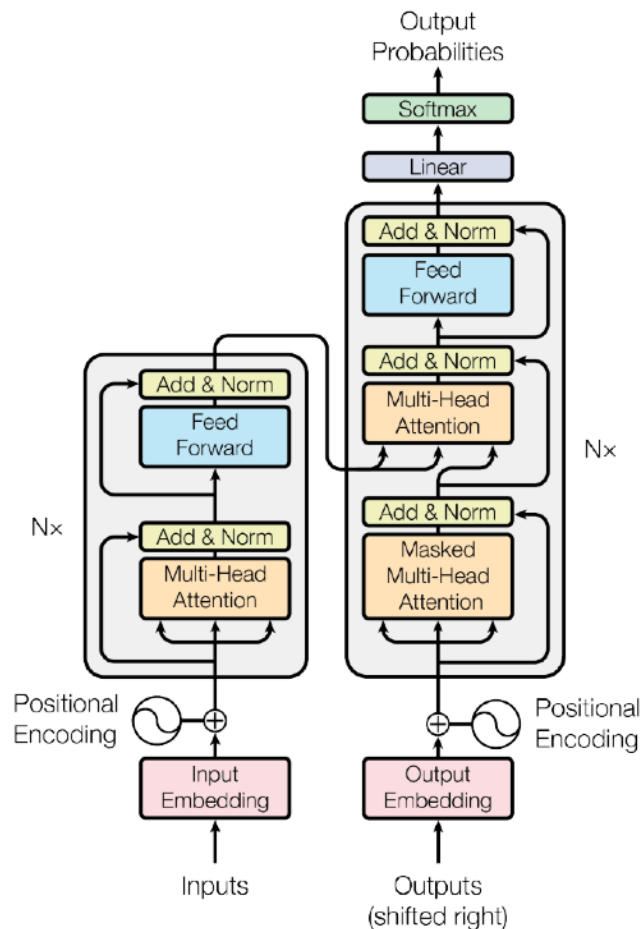 Output
Probabilities
Softmax
Linear
Add & Norm
Feed
Forward
Add & Norm
Multi-Head
Attention
Add & Norm
Masked
Multi-Head
Attention
Nx
Add & Norm
Feed
Forward
Add & Norm
Multi-Head
Attention
Nx
Positional
Encoding
Positional
Encoding
Input
Embedding
Output
Embedding
Inputs
Outputs
(shifted right)